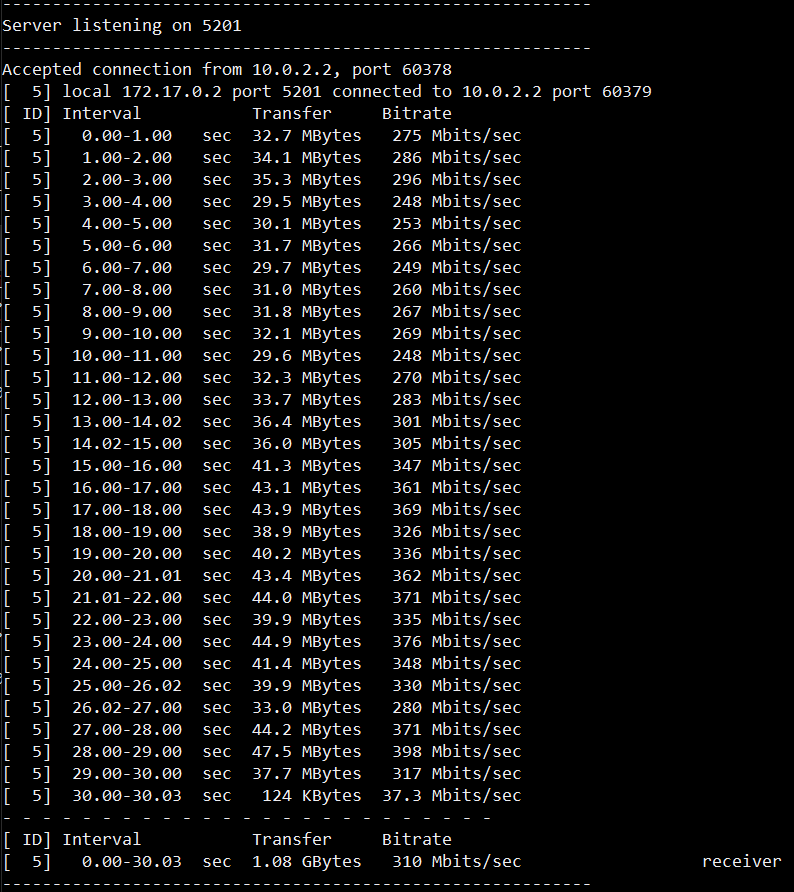 -----------------------------------------------------------
Server listening on 5201
-----------------------------------------------------------
Accepted connection from 10.0.2.2, port 60378
[  5] local 172.17.0.2 port 5201 connected to 10.0.2.2 port 60379
[ ID] Interval           Transfer     Bitrate
[  5]   0.00-1.00   sec  32.7 MBytes   275 Mbits/sec
[  5]   1.00-2.00   sec  34.1 MBytes   286 Mbits/sec
[  5]   2.00-3.00   sec  35.3 MBytes   296 Mbits/sec
[  5]   3.00-4.00   sec  29.5 MBytes   248 Mbits/sec
[  5]   4.00-5.00   sec  30.1 MBytes   253 Mbits/sec
[  5]   5.00-6.00   sec  31.7 MBytes   266 Mbits/sec
[  5]   6.00-7.00   sec  29.7 MBytes   249 Mbits/sec
[  5]   7.00-8.00   sec  31.0 MBytes   260 Mbits/sec
[  5]   8.00-9.00   sec  31.8 MBytes   267 Mbits/sec
[  5]   9.00-10.00  sec  32.1 MBytes   269 Mbits/sec
[  5]  10.00-11.00  sec  29.6 MBytes   248 Mbits/sec
[  5]  11.00-12.00  sec  32.3 MBytes   270 Mbits/sec
[  5]  12.00-13.00  sec  33.7 MBytes   283 Mbits/sec
[  5]  13.00-14.02  sec  36.4 MBytes   301 Mbits/sec
[  5]  14.02-15.00  sec  36.0 MBytes   305 Mbits/sec
[  5]  15.00-16.00  sec  41.3 MBytes   347 Mbits/sec
[  5]  16.00-17.00  sec  43.1 MBytes   361 Mbits/sec
[  5]  17.00-18.00  sec  43.9 MBytes   369 Mbits/sec
[  5]  18.00-19.00  sec  38.9 MBytes   326 Mbits/sec
[  5]  19.00-20.00  sec  40.2 MBytes   336 Mbits/sec
[  5]  20.00-21.01  sec  43.4 MBytes   362 Mbits/sec
[  5]  21.01-22.00  sec  44.0 MBytes   371 Mbits/sec
[  5]  22.00-23.00  sec  39.9 MBytes   335 Mbits/sec
[  5]  23.00-24.00  sec  44.9 MBytes   376 Mbits/sec
[  5]  24.00-25.00  sec  41.4 MBytes   348 Mbits/sec
[  5]  25.00-26.02  sec  39.9 MBytes   330 Mbits/sec
[  5]  26.02-27.00  sec  33.0 MBytes   280 Mbits/sec
[  5]  27.00-28.00  sec  44.2 MBytes   371 Mbits/sec
[  5]  28.00-29.00  sec  47.5 MBytes   398 Mbits/sec
[  5]  29.00-30.00  sec  37.7 MBytes   317 Mbits/sec
[  5]  30.00-30.03  sec   124 KBytes  37.3 Mbits/sec
- - - - - - - - - - - - - - - - - - - - - - - - -
[ ID] Interval           Transfer     Bitrate
[  5]   0.00-30.03  sec  1.08 GBytes   310 Mbits/sec                  receiver
-----------------------------------------------------------